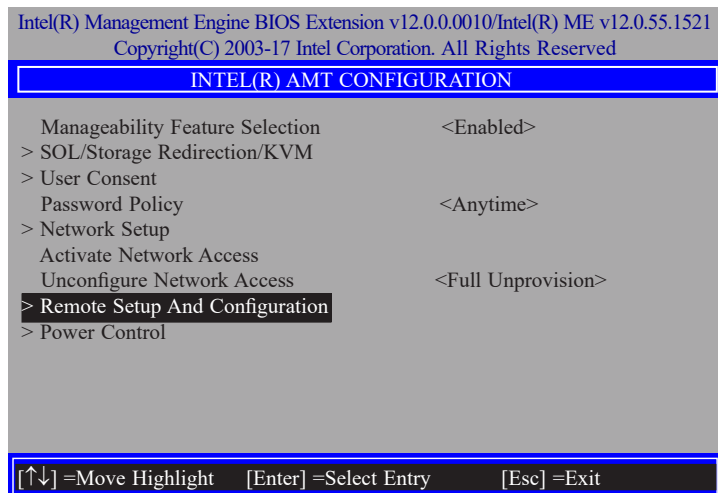 Intel(R) Management Engine BIOS Extension v12.0.0.0010/Intel(R) ME v12.0.55.1521
Copyright(C) 2003-17 Intel Corporation. All Rights Reserved
INTEL(R) AMT CONFIGURATION
Manageability Feature Selection <Enabled>
> SOL/Storage Redirection/KVM
> User Consent
Password Policy <Anytime>
> Network Setup
Activate Network Access
Unconfigure Network Access <Full Unprovision>
> Remote Setup And Configuration
> Power Control
[↑↓] =Move Highlight [Enter] =Select Entry [Esc] =Exit